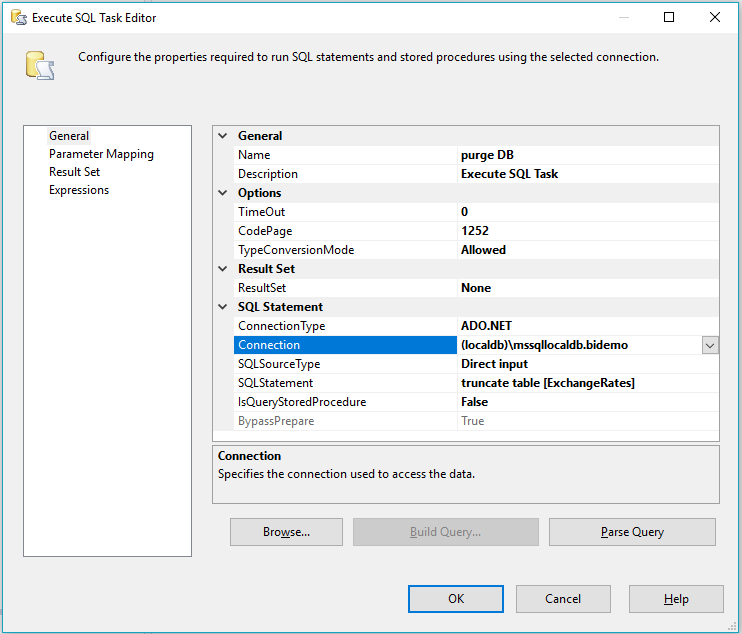 Execute SQL Task Editor
Configure the properties required to run SQL statements and stored procedures using the selected connection.
General
Parameter Mapping
Result Set
Expressions
General
Name purge DB
Description Execute SQL Task
Options
TimeOut 0
CodePage 1252
TypeConversionMode Allowed
Result Set
ResultSet None
SQL Statement
ConnectionType ADO.NET
Connection (localdb)\mssqllocaldb.bidemo
SQLSourceType Direct input
SQLStatement truncate table [ExchangeRates]
IsQueryStoredProcedure False
BypassPrepare True
Connection
Specifies the connection used to access the data.
Browse... Build Query... Parse Query
OK Cancel Help